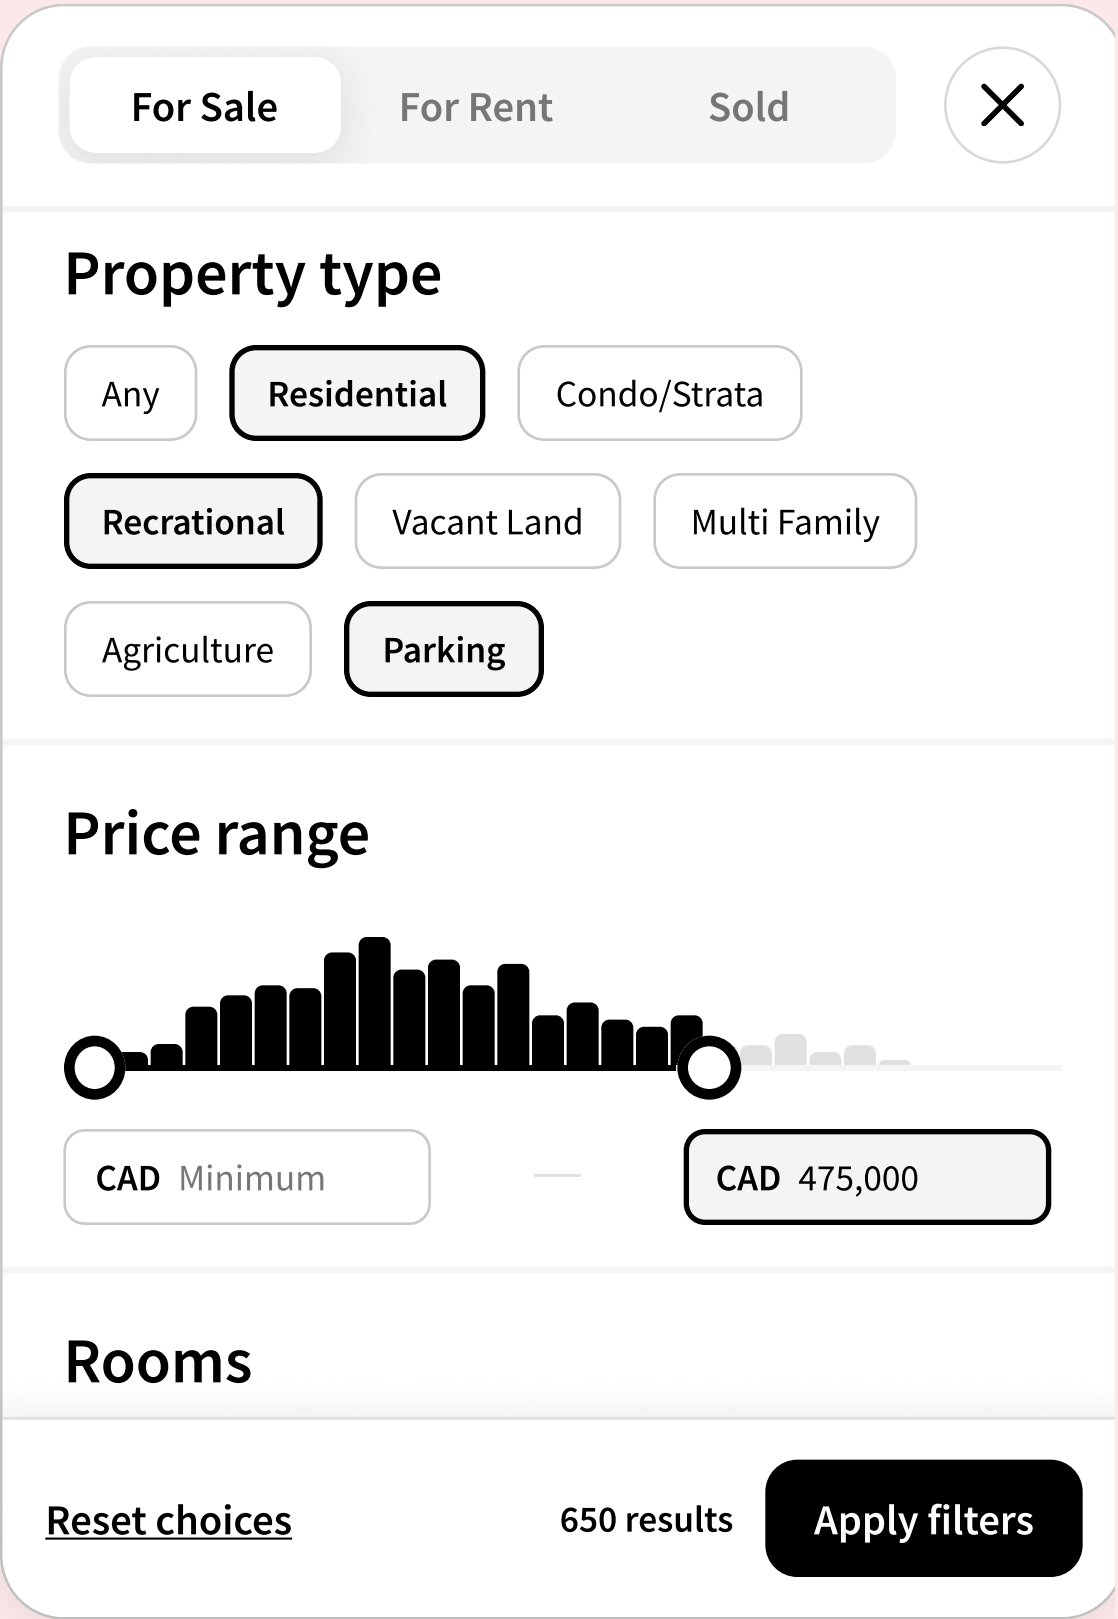 For Sale For Rent Sold
Property type
Any Residential Condo/Strata
Recrational Vacant Land Multi Family
Agriculture Parking
Price range
CAD Minimum — CAD 475,000
Rooms
Reset choices 650 results Apply filters